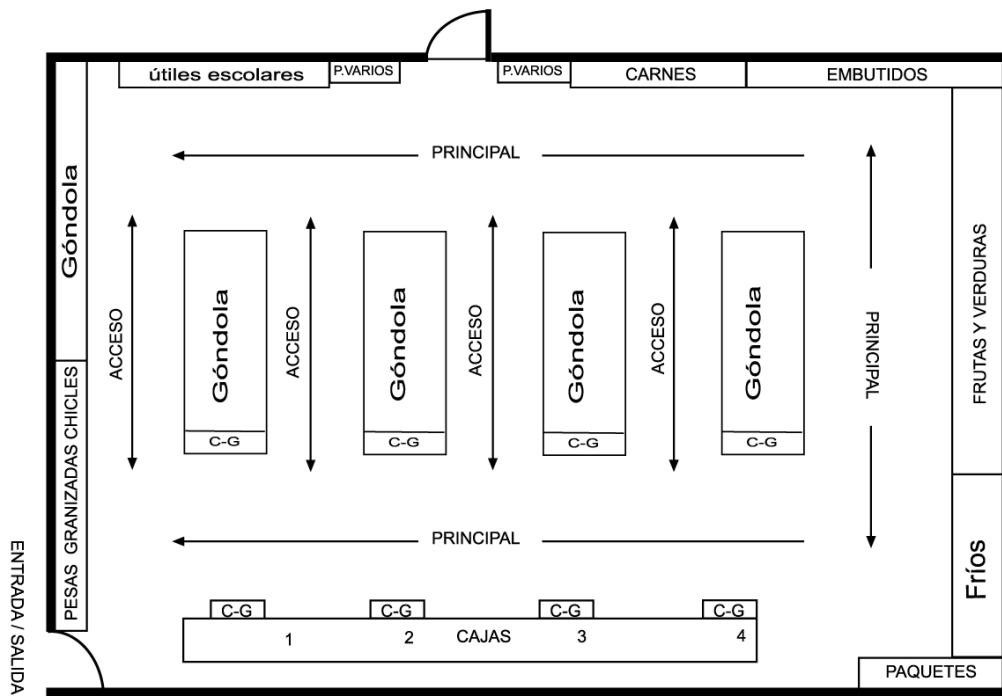 útiles escolares
P.VARIOS
P.VARIOS
CARNES
EMBUTIDOS
PRINCIPAL
Góndola
ACCESO
Góndola
C-G
ACCESO
Góndola
C-G
ACCESO
Góndola
C-G
ACCESO
Góndola
C-G
PRINCIPAL
FRUTAS Y VERDURAS
PESAS GRANIZADAS CHICLES
PRINCIPAL
Fríos
ENTRADA / SALIDA
C-G
C-G
C-G
C-G
1
2
CAJAS
3
4
PAQUETES